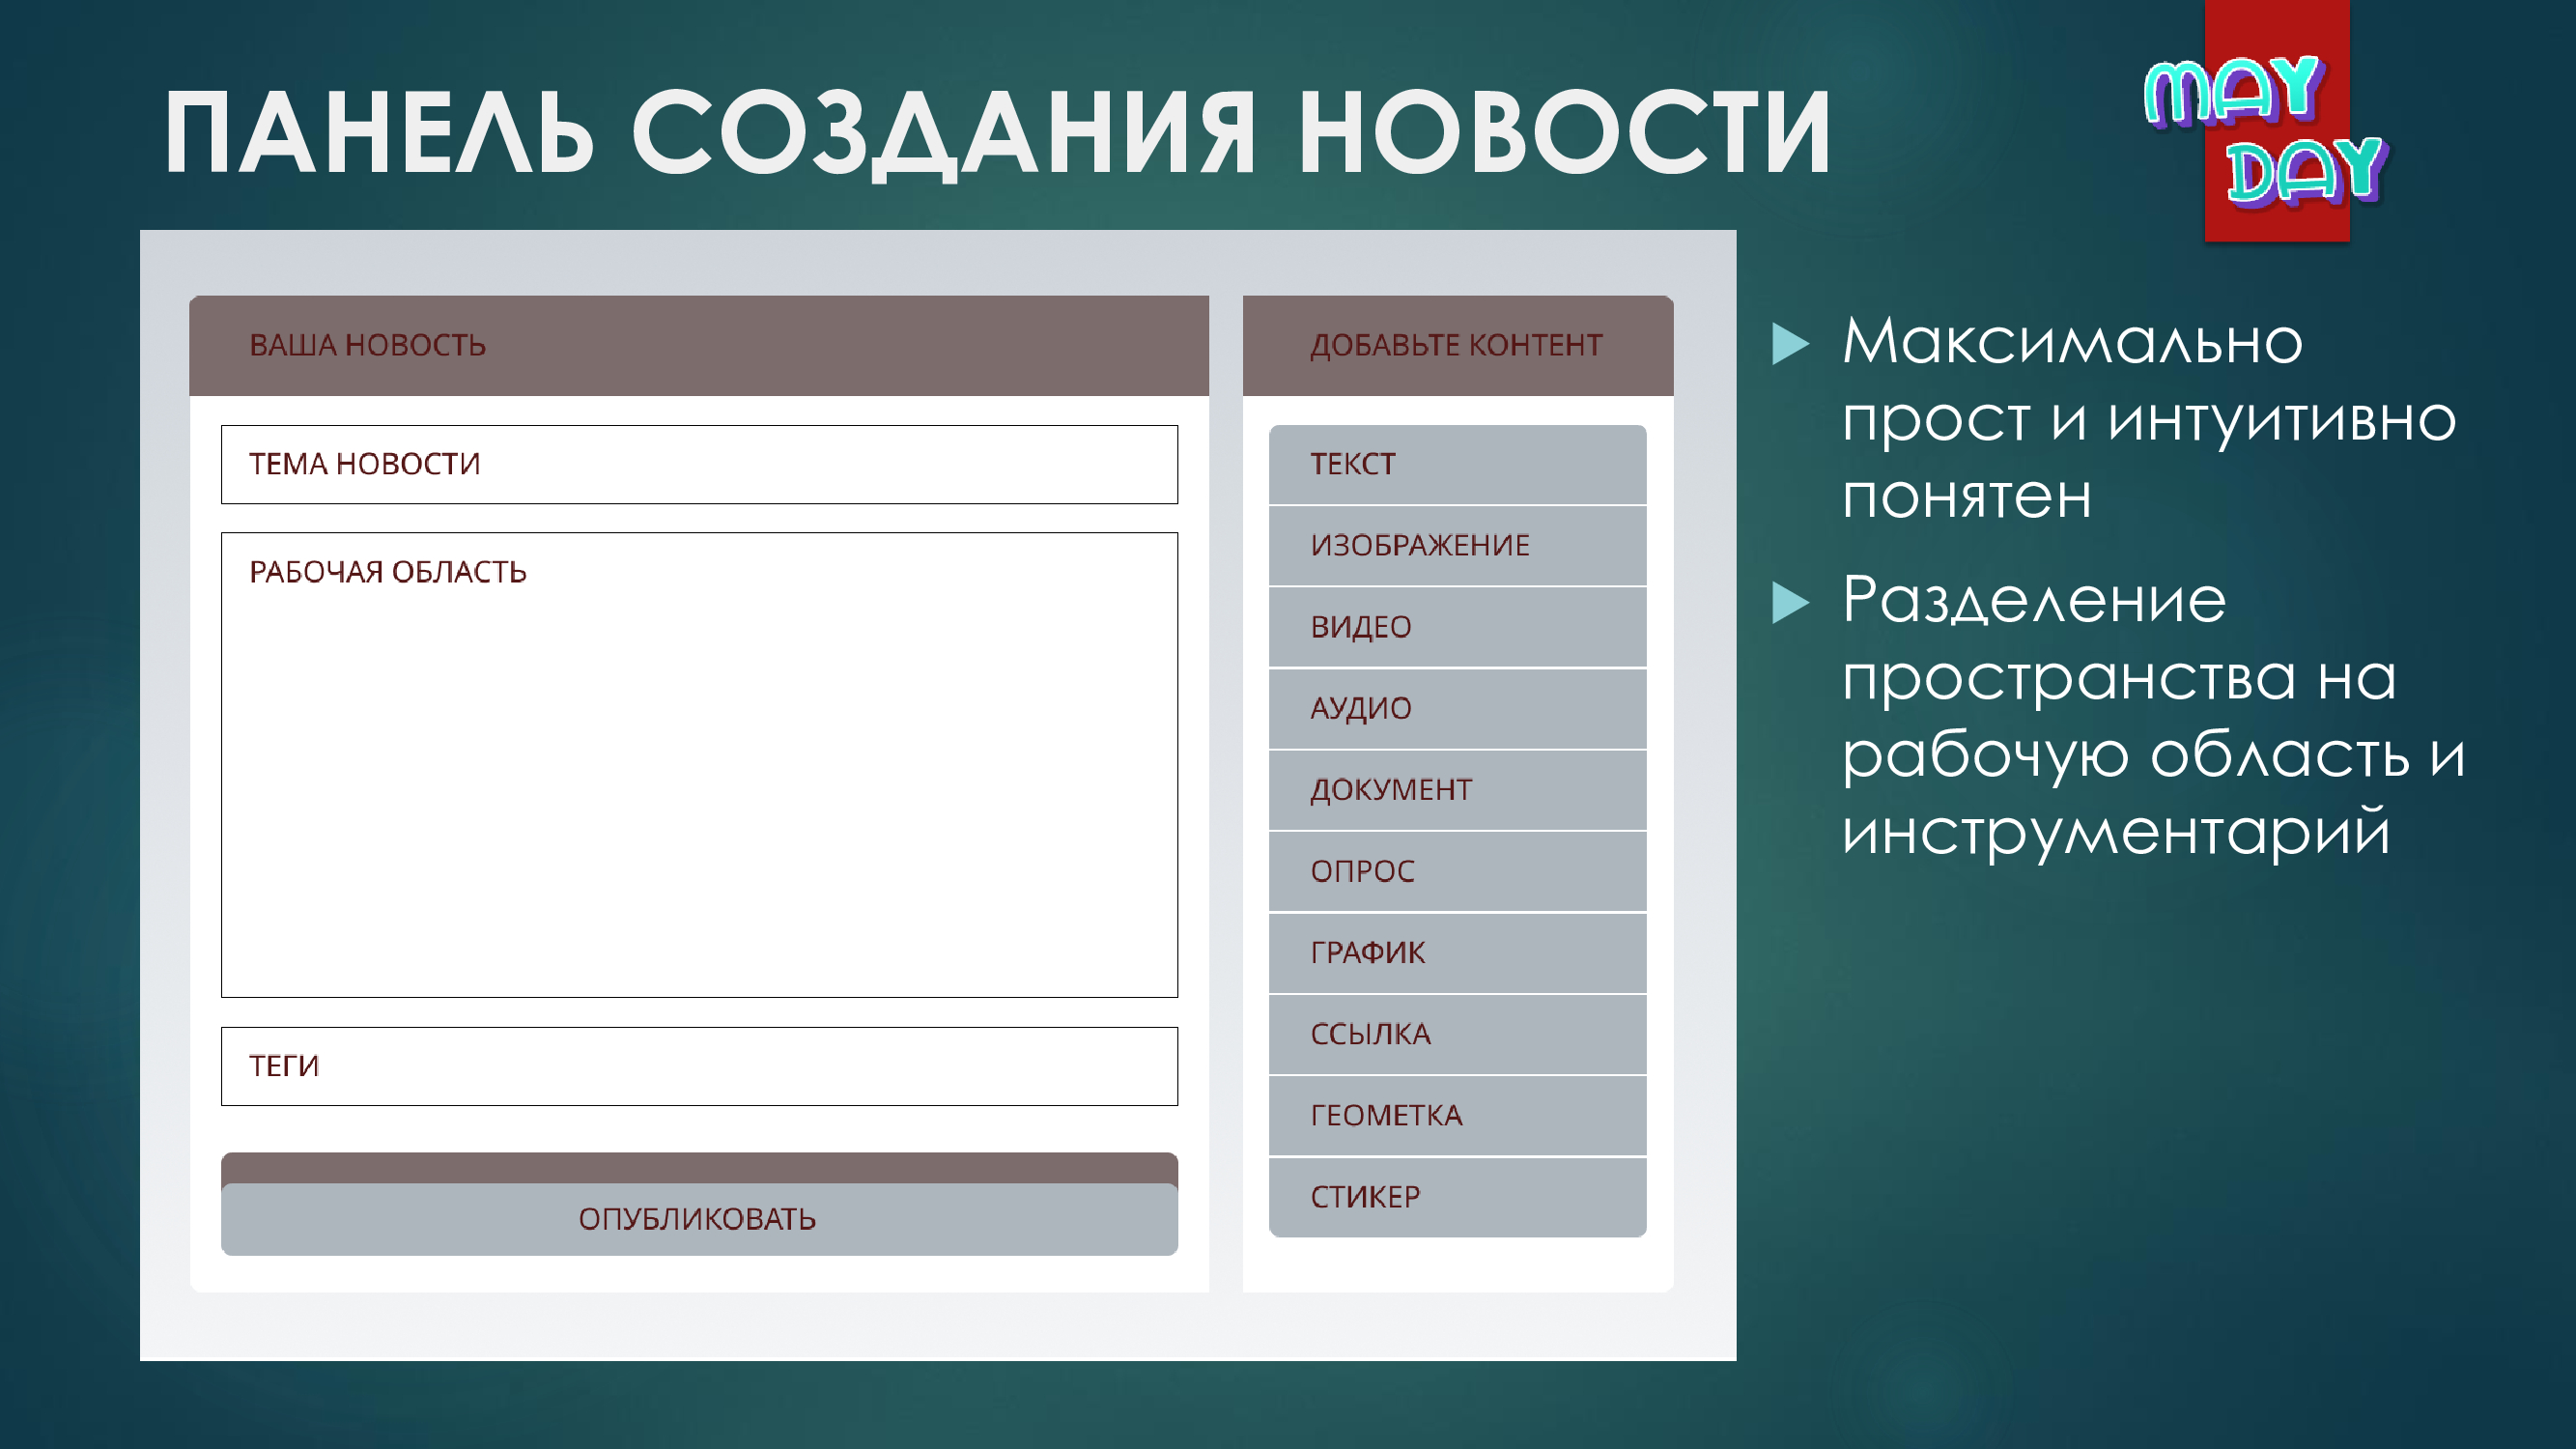 ПАНЕЛЬ СОЗДАНИЯ НОВОСТИ
MAY
DAY
ВАША НОВОСТЬ
ТЕМА НОВОСТИ
РАБОЧАЯ ОБЛАСТЬ
ТЕГИ
ОПУБЛИКОВАТЬ
ДОБАВЬТЕ КОНТЕНТ
ТЕКСТ
ИЗОБРАЖЕНИЕ
ВИДЕО
АУДИО
ДОКУМЕНТ
ОПРОС
ГРАФИК
ССЫЛКА
ГЕОМЕТКА
СТИКЕР
Максимально
прост и интуитивно
понятен
Разделение
пространства на
рабочую область и
инструментарий